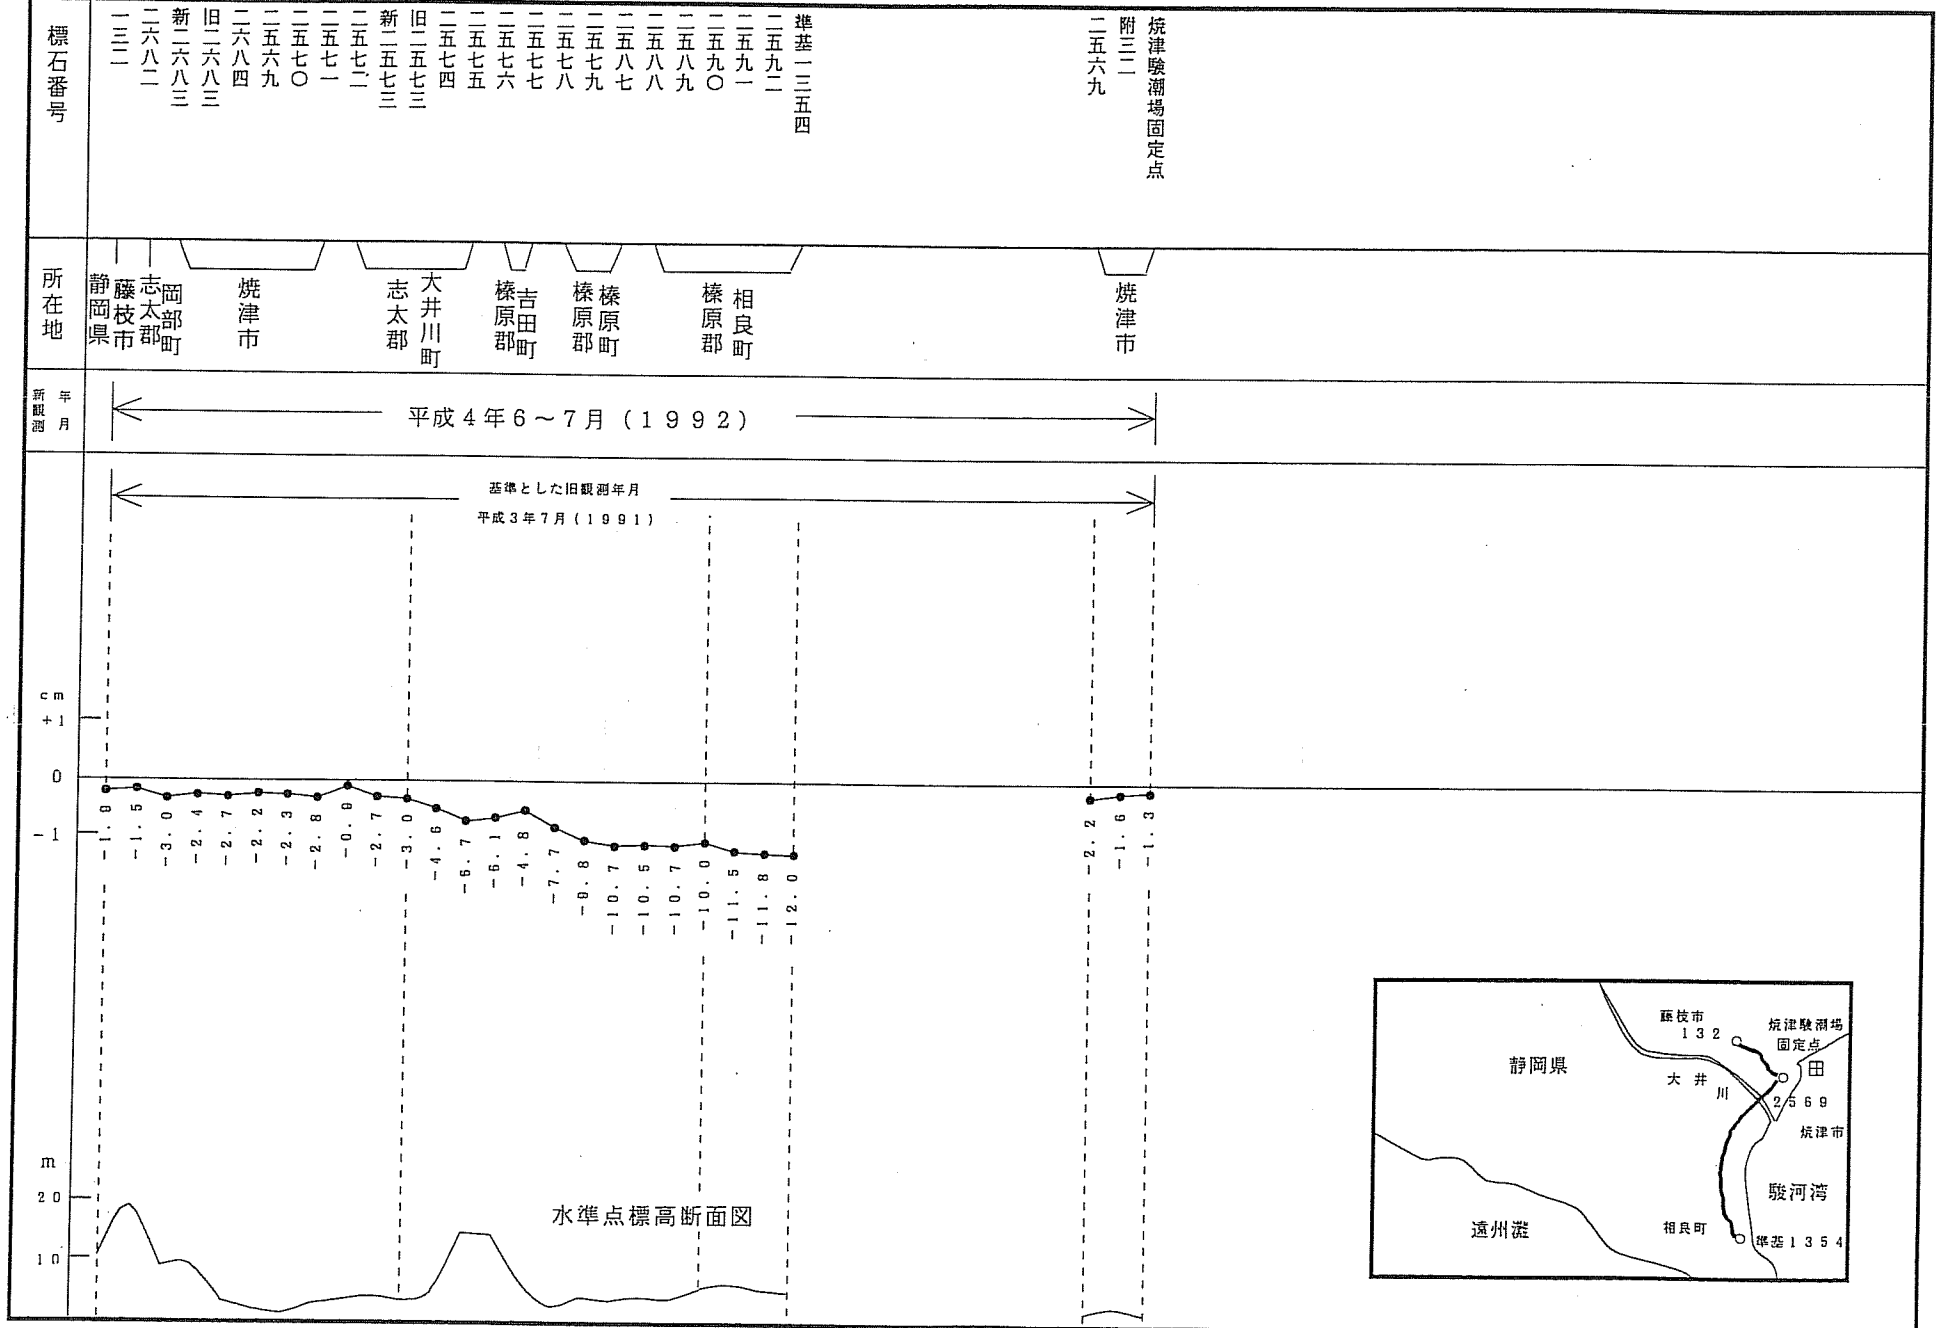 標石番号
一三二
二六八二
新二六八三
旧二六八三
二六八四
二五六九
二五七〇
二五七一
二五七二
新二五七三
旧二五七三
二五七四
二五七五
二五七六
二五七七
二五七八
二五七九
二五八七
二五八八
二五八九
二五九〇
二五九一
二五九二
準基一三五四
二五六九
附三二
焼津験潮場固定点
所在地
静岡県
藤枝市
志太郡
岡部町
焼津市
志太郡
大井川町
榛原郡
吉田町
榛原郡
榛原町
榛原郡
相良町
焼津市
新観測
年月
平成4年6～7月(1992)
基準とした旧観測年月
平成3年7月(1991)
cm
+1
0
-1
-1.9
-1.5
-3.0
-2.4
-2.7
-2.2
-2.3
-2.8
-0.9
-2.7
-3.0
-4.6
-6.7
-6.1
-4.8
-7.7
-9.8
-10.7
-10.5
-10.7
-10.0
-11.5
-11.8
-12.0
-2.2
-1.6
-1.3
m
20
10
水準点標高断面図
藤枝市
132
焼津験潮場
固定点
静岡県
大井川
2569
焼津市
駿河湾
相良町
準基1354
遠州灘